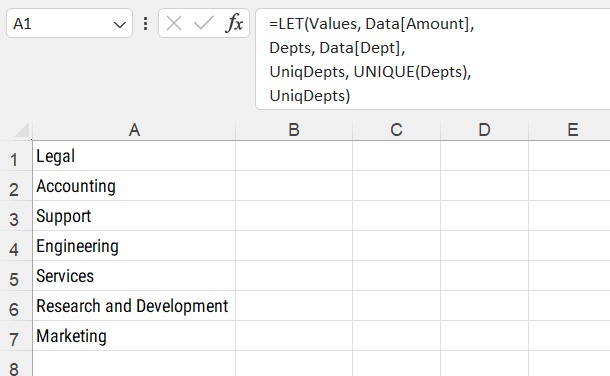 A1 fx =LET(Values, Data[Amount],
Depts, Data[Dept],
UniqDepts, UNIQUE(Depts),
UniqDepts)
A B C D E
1 Legal
2 Accounting
3 Support
4 Engineering
5 Services
6 Research and Development
7 Marketing
8